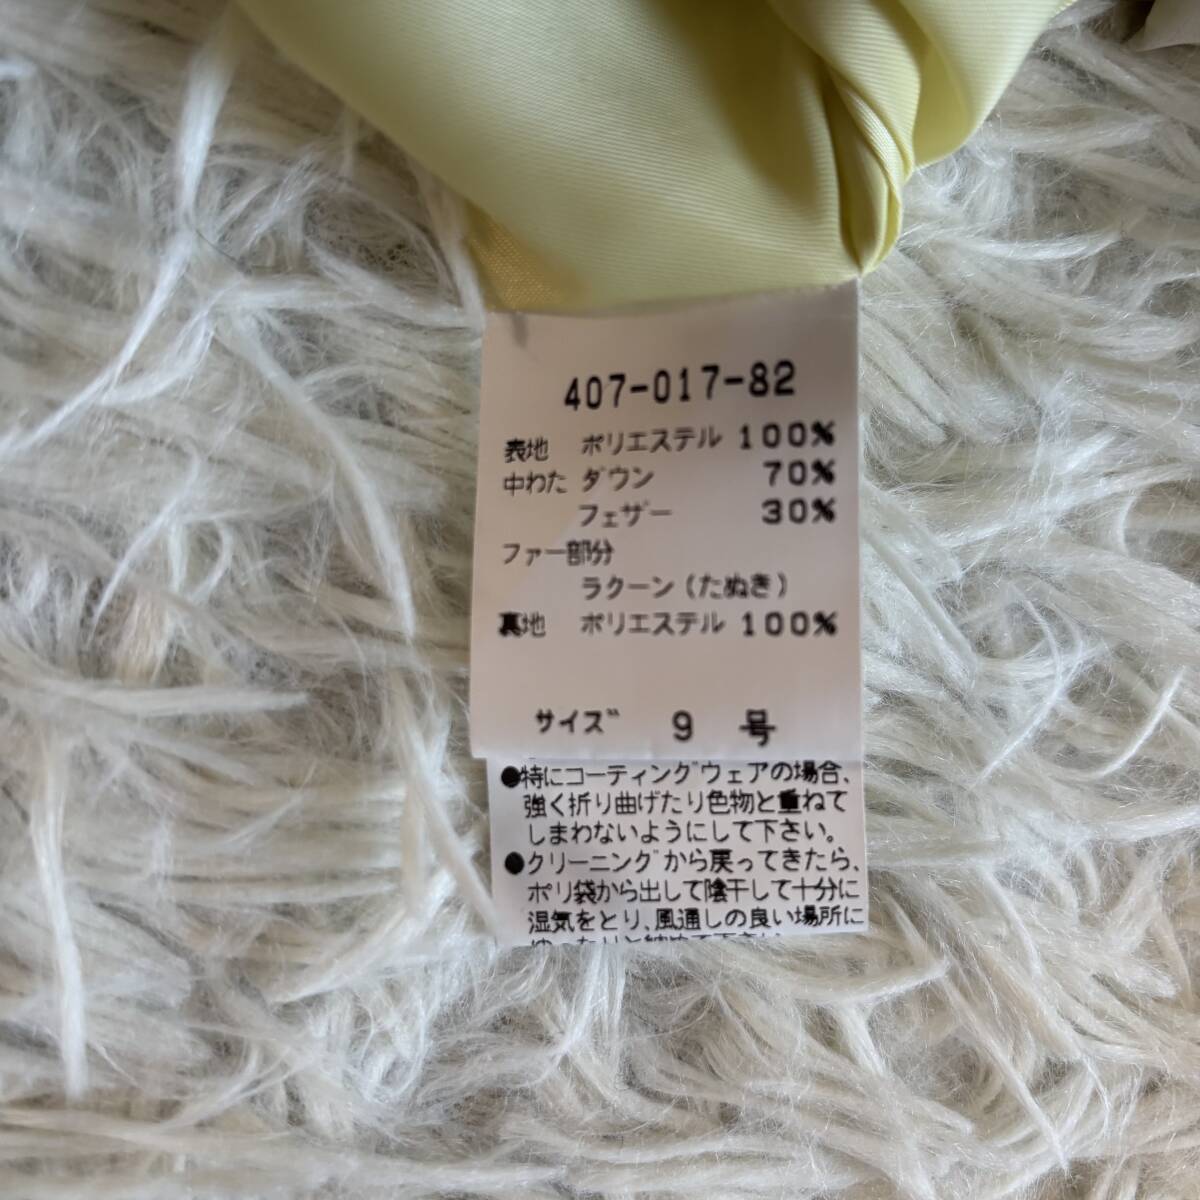 407-017-82
表地 ポリエステル 100%
中わた ダウン 70%
フェザー 30%
ファー部分
ラクーン(たぬき)
裏地 ポリエステル 100%
サイズ 9 号
●特にコーティングウェアの場合、
強く折り曲げたり色物と重ねて
しまわないようにして下さい。
●クリーニングから戻ってきたら、
ポリ袋から出して陰干して十分に
湿気をとり、風通しの良い場所に